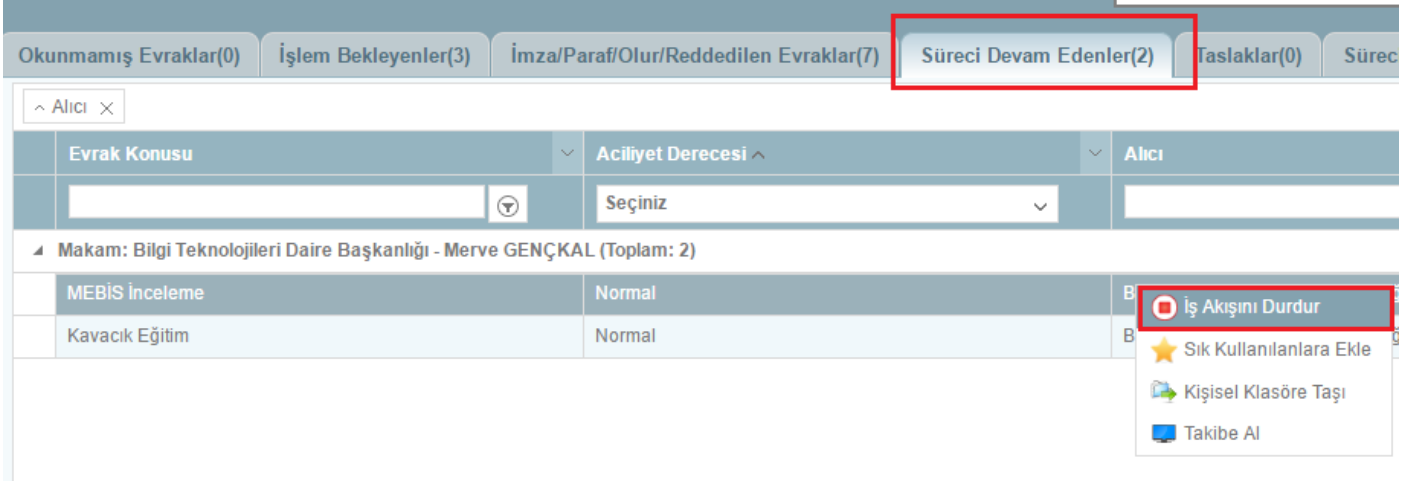 Okunmamış Evraklar(0) İşlem Bekleyenler(3) İmza/Paraf/Olur/Reddedilen Evraklar(7) Süreci Devam Edenler(2) Taslaklar(0) Sürec
Alıcı
Evrak Konusu Aciliyet Derecesi Alıcı
Seçiniz
Makam: Bilgi Teknolojileri Daire Başkanlığı - Merve GENÇKAL (Toplam: 2)
MEBİS İnceleme Normal B
İş Akışını Durdur
Kavacık Eğitim Normal B
Sık Kullanılanlara Ekle
Kişisel Klasöre Taşı
Takibe Al